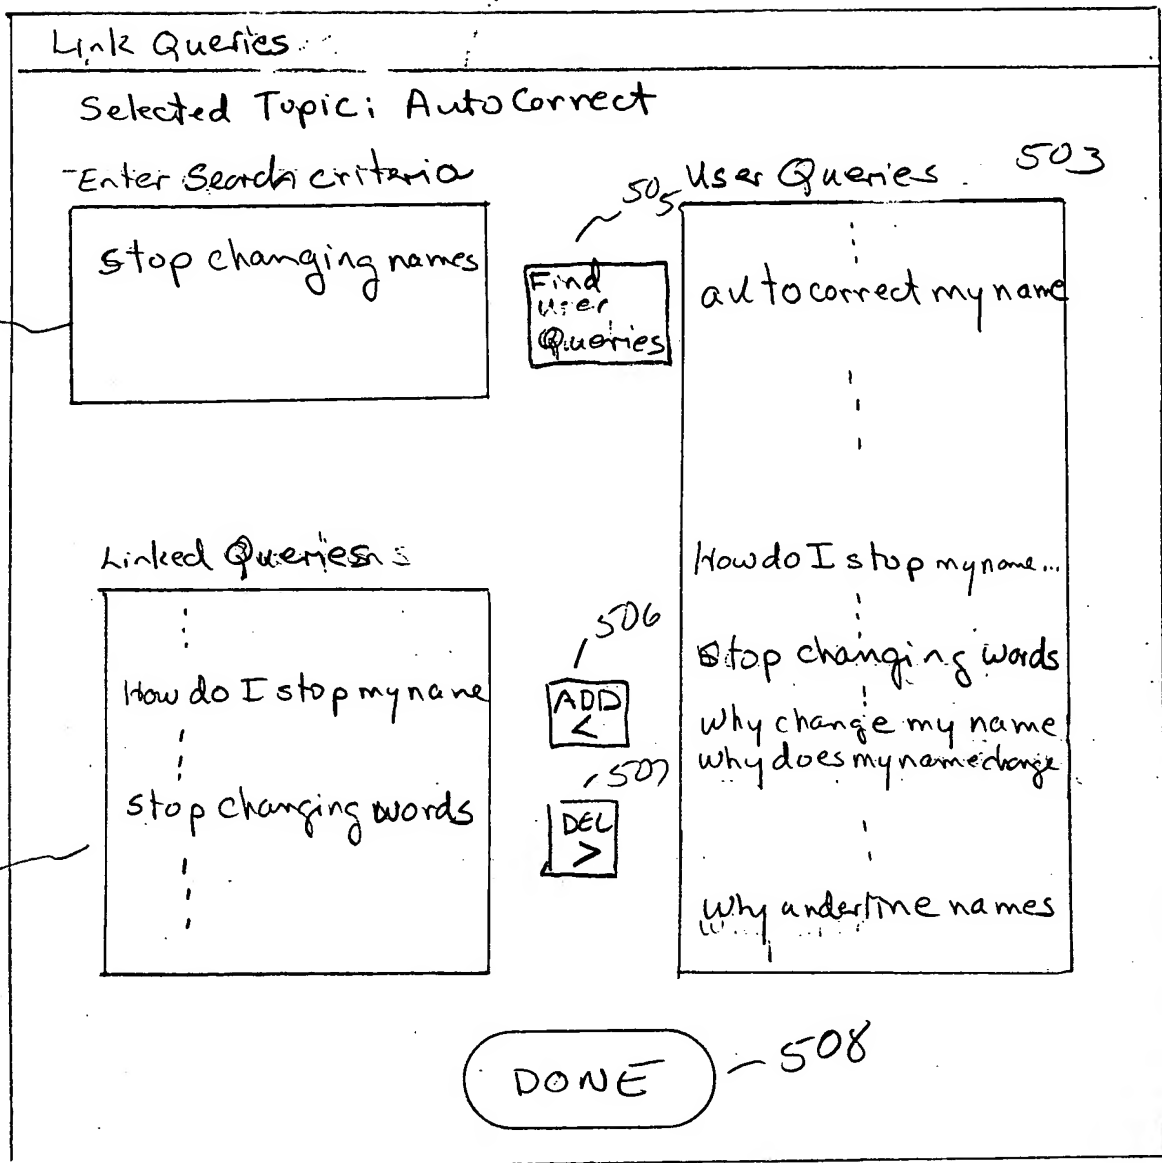 Link Queries
Selected Topic: AutoCorrect
Enter Search criteria
stop changing names
505
Find
User
Queries
User Queries
503
autocorrect my name
How do I stop my name...
stop changing words
why change my name
why does my name change
why underline names
Linked Queries
How do I stop my name
stop changing words
506
ADD
<
507
DEL
>
DONE
508